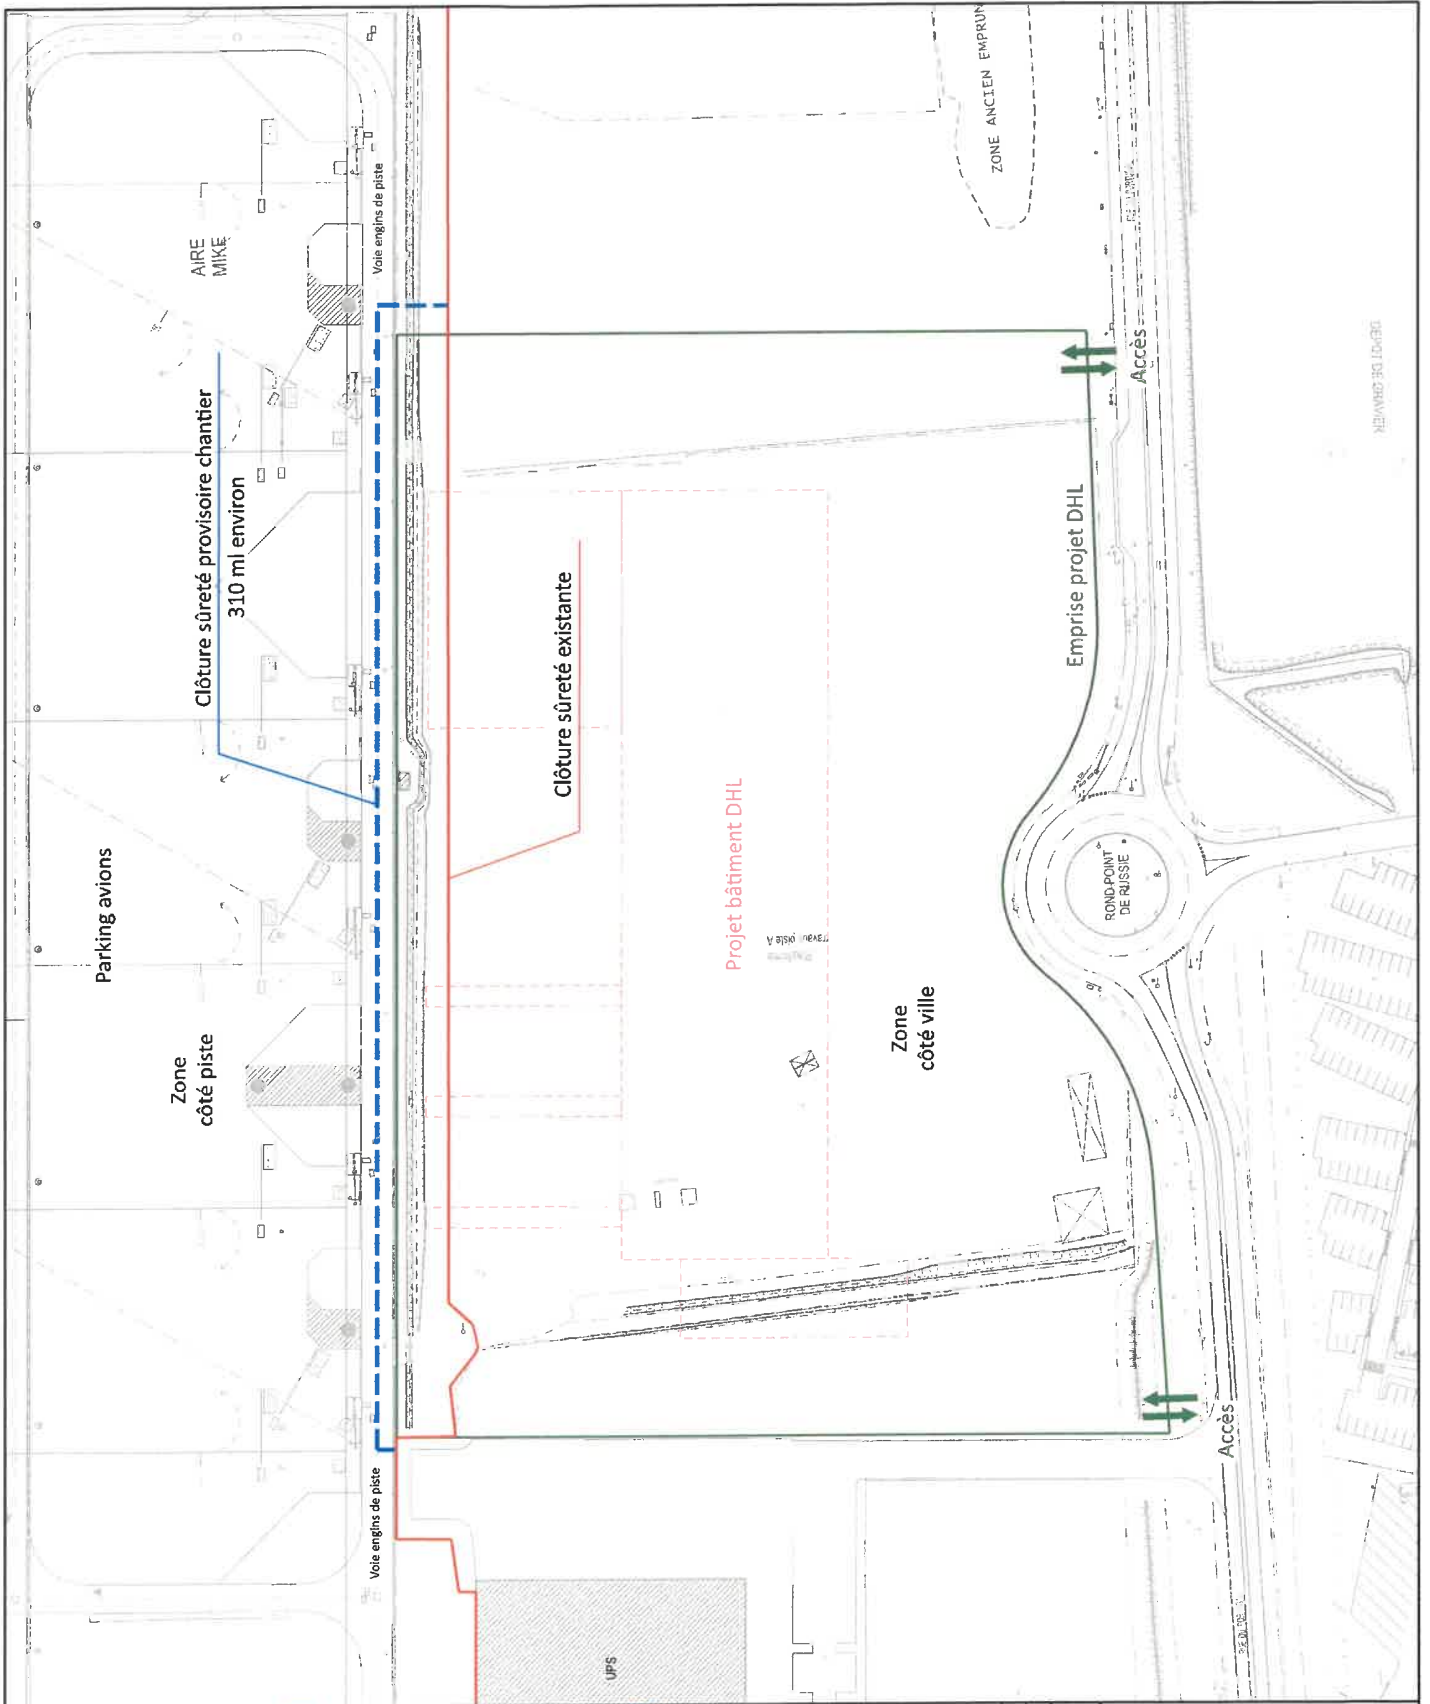 ZONE ANCIEN EMPRUN
Voie engins de piste
AIRE
MIKE
Clôture sûreté provisoire chantier
310 ml environ
Accès
DEPOT DE GRAVIER
Emprise projet DHL
Clôture sûreté existante
Parking avions
Projet bâtiment DHL
ROND-POINT
DE RUSSIE
Zone
côté piste
Zone
côté ville
Accès
Voie engins de piste
UPS